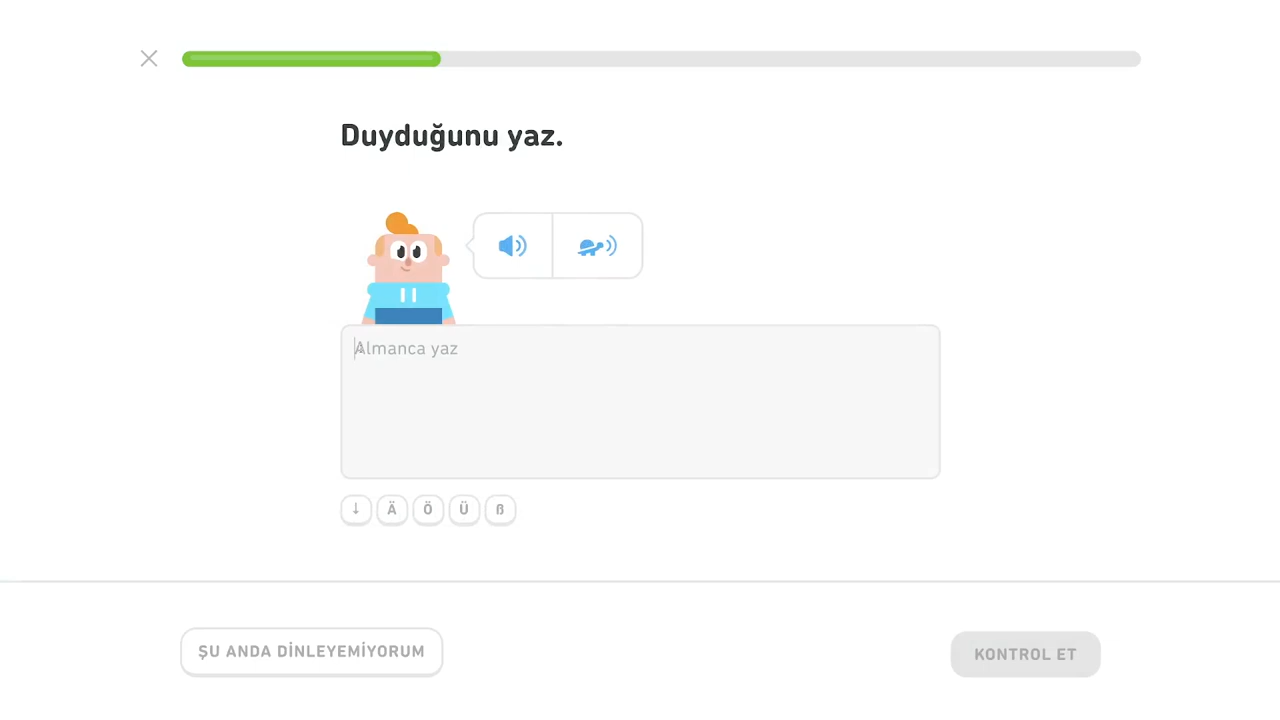 Duyduğunu yaz.
Almanca yaz
↓ Ä Ö Ü ß
ŞU ANDA DİNLEYEMİYORUM
KONTROL ET